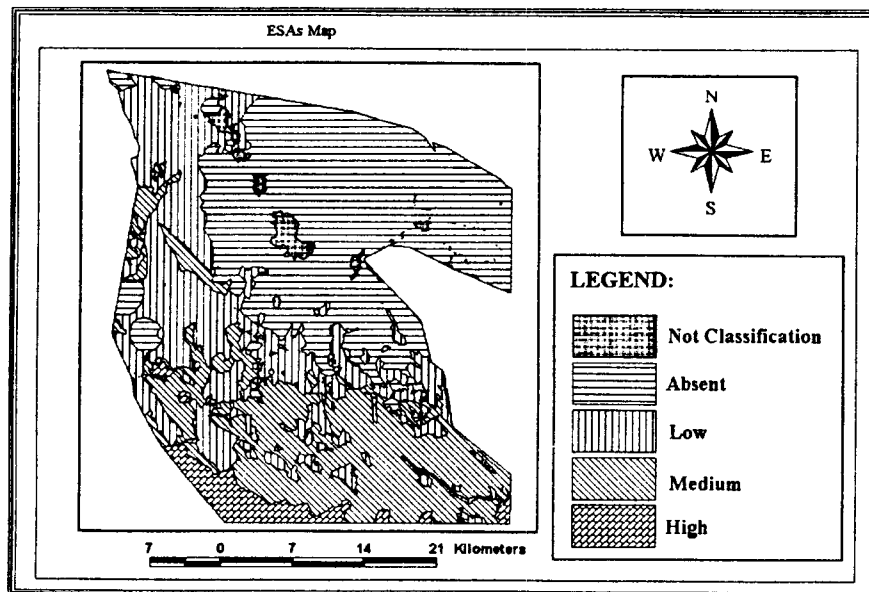 ESAs Map
N
W E
S
LEGEND:
Not Classification
Absent
Low
Medium
High
7 0 7 14 21 Kilometers